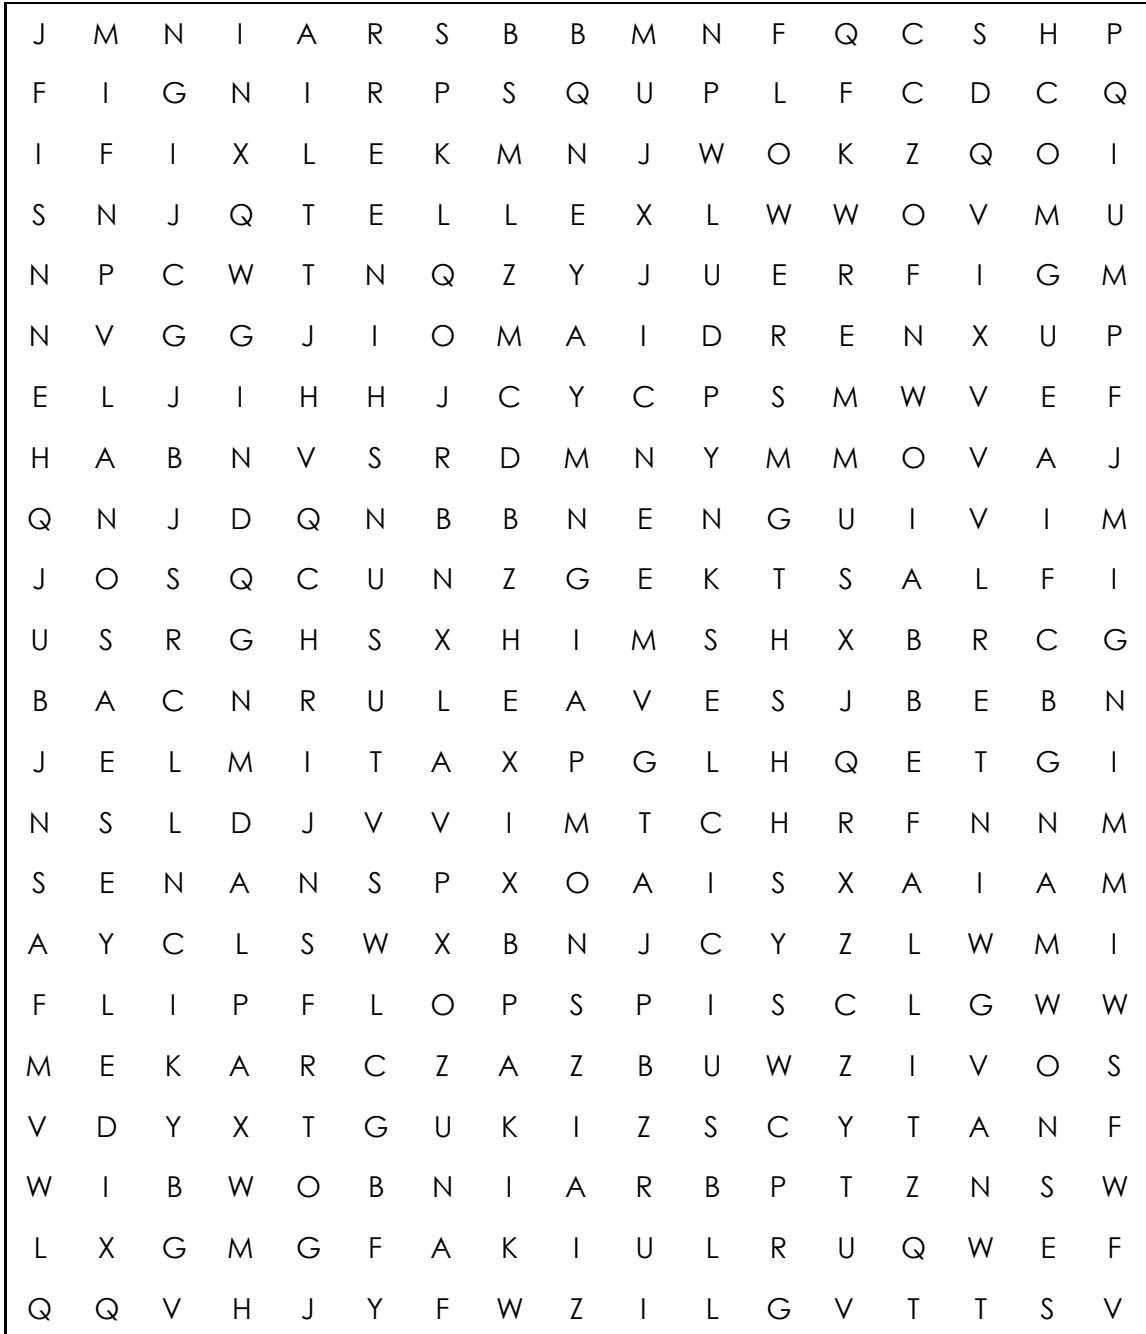 J M N I A R S B B M N F Q C S H P
F I G N I R P S Q U P L F C D C Q
I F I X L E K M N J W O K Z Q O I
S N J Q T E L L E X L W W O V M U
N P C W T N Q Z Y J U E R F I G M
N V G G J I O M A I D R E N X U P
E L J I H H J C Y C P S M W V E F
H A B N V S R D M N Y M M O V A J
Q N J D Q N B B N E N G U I V I M
J O S Q C U N Z G E K T S A L F I
U S R G H S X H I M S H X B R C G
B A C N R U L E A V E S J B E B N
J E L M I T A X P G L H Q E T G I
N S L D J V V I M T C H R F N N M
S E N A N S P X O A I S X A I A M
A Y C L S W X B N J C Y Z L W M I
F L I P F L O P S P I S C L G W W
M E K A R C Z A Z B U W Z I V O S
V D Y X T G U K I Z S C Y T A N F
W I B W O B N I A R B P T Z N S W
L X G M G F A K I U L R U Q W E F
Q Q V H J Y F W Z I L G V T T S V